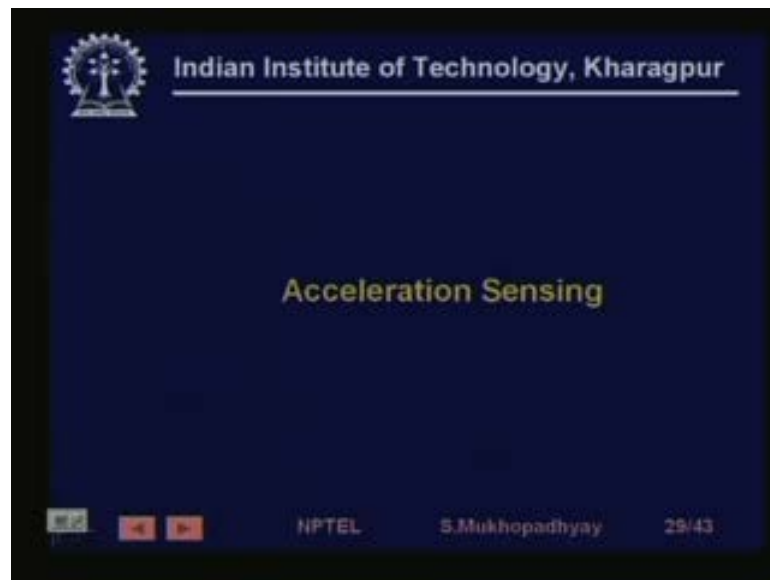 Indian Institute of Technology, Kharagpur
Acceleration Sensing
NPTEL S.Mukhopadhyay 29/43